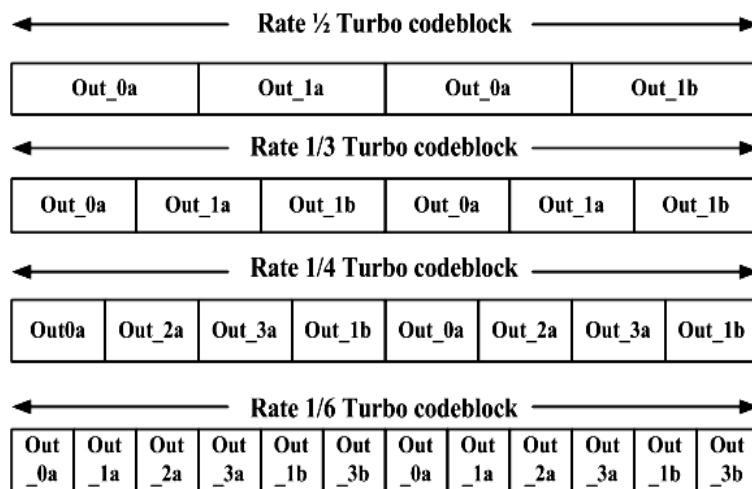 Rate ½ Turbo codeblock
Out_0a Out_1a Out_0a Out_1b
Rate 1/3 Turbo codeblock
Out_0a Out_1a Out_1b Out_0a Out_1a Out_1b
Rate 1/4 Turbo codeblock
Out0a Out_2a Out_3a Out_1b Out_0a Out_2a Out_3a Out_1b
Rate 1/6 Turbo codeblock
Out Out Out Out Out Out Out Out Out Out Out Out
_0a _1a _2a _3a _1b _3b _0a _1a _2a _3a _1b _3b